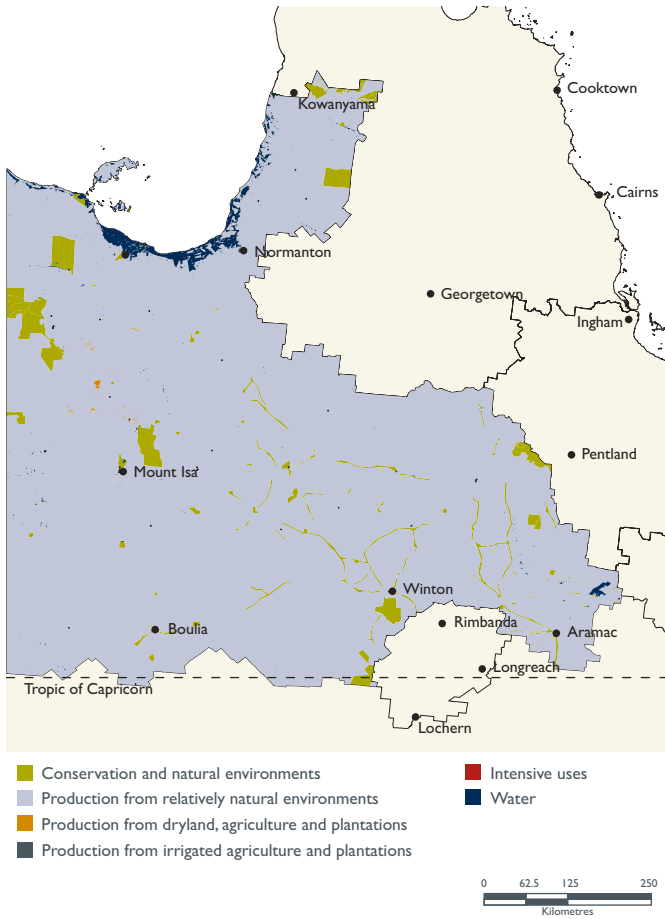 Cooktown
Kowanyama
Cairns
Normanton
Georgetown
Ingham
Pentland
Mount Isa
Winton
Rimbanda
Boulia
Aramac
Longreach
Tropic of Capricorn
Lochern
Conservation and natural environments
Production from relatively natural environments
Production from dryland, agriculture and plantations
Production from irrigated agriculture and plantations
Intensive uses
Water
0 62.5 125 250
Kilometres